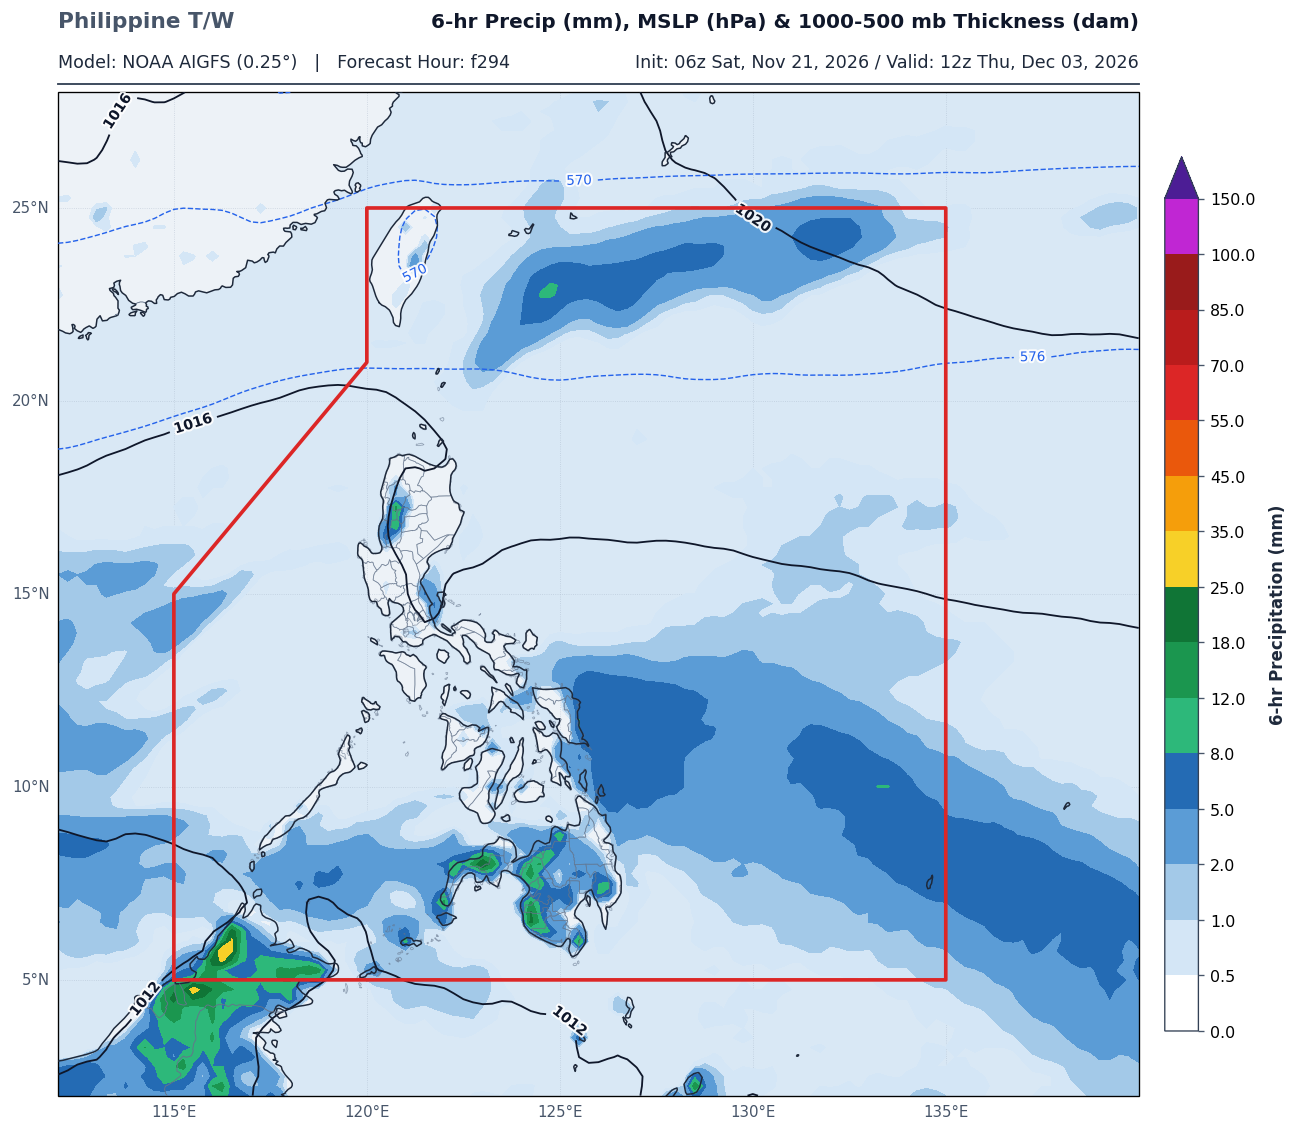 Philippine T/W
6-hr Precip (mm), MSLP (hPa) & 1000-500 mb Thickness (dam)
Model: NOAA AIGFS (0.25°) | Forecast Hour: f294
Init: 06z Sat, Nov 21, 2026 / Valid: 12z Thu, Dec 03, 2026
1016
570
1020
570
576
1016
1012
1012
25°N
20°N
15°N
10°N
5°N
115°E
120°E
125°E
130°E
135°E
150.0
100.0
85.0
70.0
55.0
45.0
35.0
25.0
18.0
12.0
8.0
5.0
2.0
1.0
0.5
0.0
6-hr Precipitation (mm)